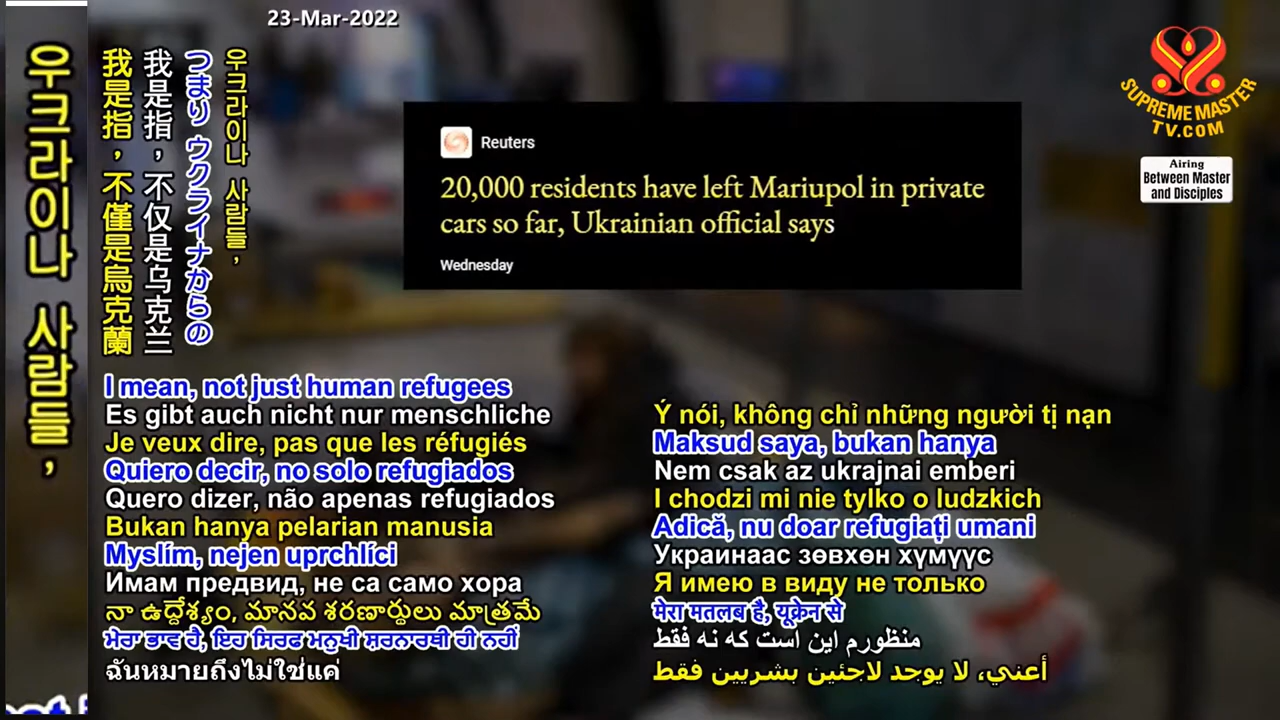 23-Mar-2022
우크라이나 사람들,
我是指，不僅是烏克蘭
我是指，不仅是乌克兰
つまり ウクライナからの
우크라이나 사람들,
Reuters
20,000 residents have left Mariupol in private
cars so far, Ukrainian official says
Wednesday
SUPREME MASTER
TV.COM
Airing
Between Master
and Disciples
I mean, not just human refugees
Es gibt auch nicht nur menschliche
Je veux dire, pas que les réfugiés
Quiero decir, no solo refugiados
Quero dizer, não apenas refugiados
Bukan hanya pelarian manusia
Myslím, nejen uprchlíci
Имам предвид, не са само хора
నా ఉద్దేశ్యం, మానవ శరణార్థులు మాత్రమే
ਮੇਰਾ ਭਾਵ ਹੈ, ਇਹ ਸਿਰਫ ਮਨੁਖੀ ਸ਼ਰਨਾਰਥੀ ਹੀ ਨਹੀਂ
ฉันหมายถึงไม่ใช่แค่
Ý nói, không chỉ những người tị nạn
Maksud saya, bukan hanya
Nem csak az ukrajnai emberi
I chodzi mi nie tylko o ludzkich
Adică, nu doar refugiați umani
Украинаас зөвхөн хүмүүс
Я имею в виду не только
मेरा मतलब है, यूक्रेन से
منظورم این است که نه فقط
أعني، لا يوجد لاجئين بشريين فقط